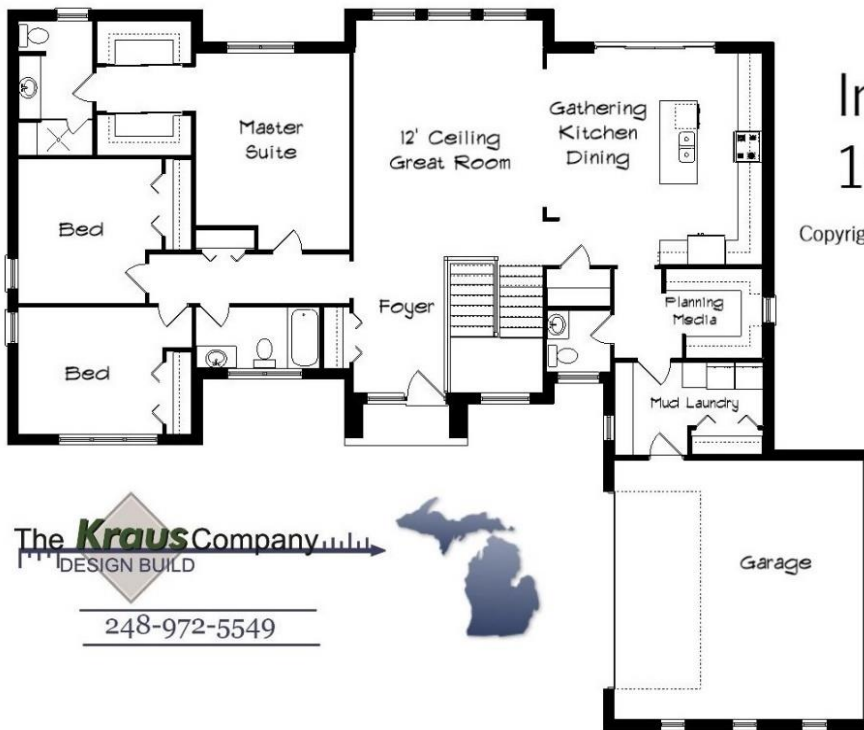 Master
Suite
12' Ceiling
Great Room
Gathering
Kitchen
Dining
Bed
Foyer
Planning
Media
Bed
Mud Laundry
Garage
The Kraus Company
DESIGN BUILD
248-972-5549
1